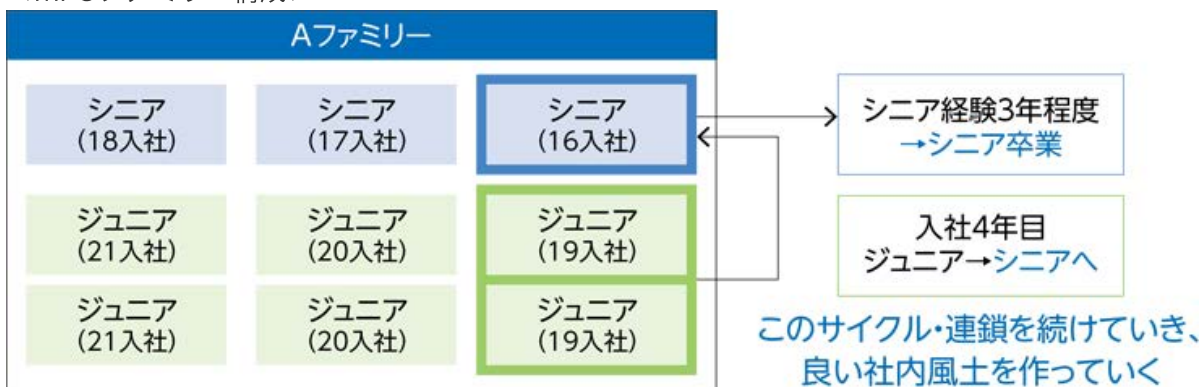 Aファミリー
シニア
(18入社)
シニア
(17入社)
シニア
(16入社)
シニア経験3年程度
→シニア卒業
ジュニア
(21入社)
ジュニア
(20入社)
ジュニア
(19入社)
入社4年目
ジュニア→シニアへ
ジュニア
(21入社)
ジュニア
(20入社)
ジュニア
(19入社)
このサイクル・連鎖を続けていき、
良い社内風土を作っていく